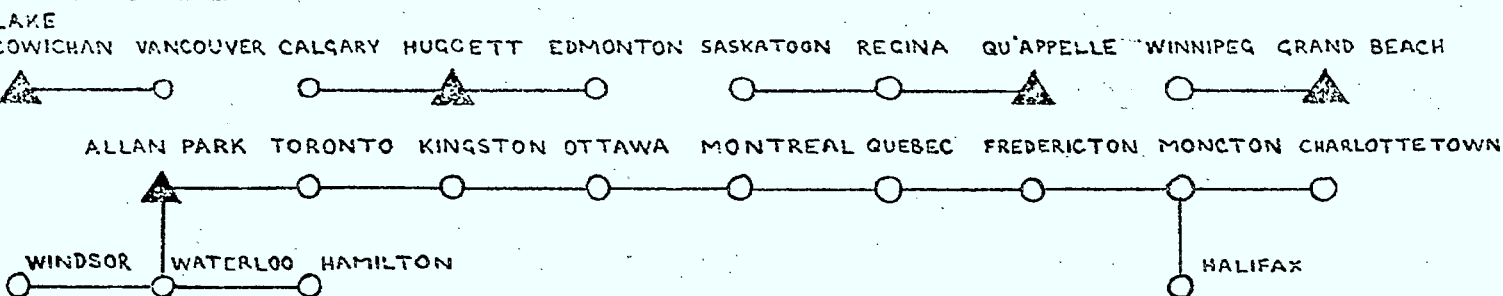 LAKE
COWICHAN VANCOUVER CALGARY HUGGETT EDMONTON SASKATOON REGINA QU'APPELLE WINNIPEG GRAND BEACH
ALLAN PARK TORONTO KINGSTON OTTAWA MONTREAL QUEBEC FREDERICTON MONCTON CHARLOTTETOWN
WINDSOR WATERLOO HAMILTON HALIFAX